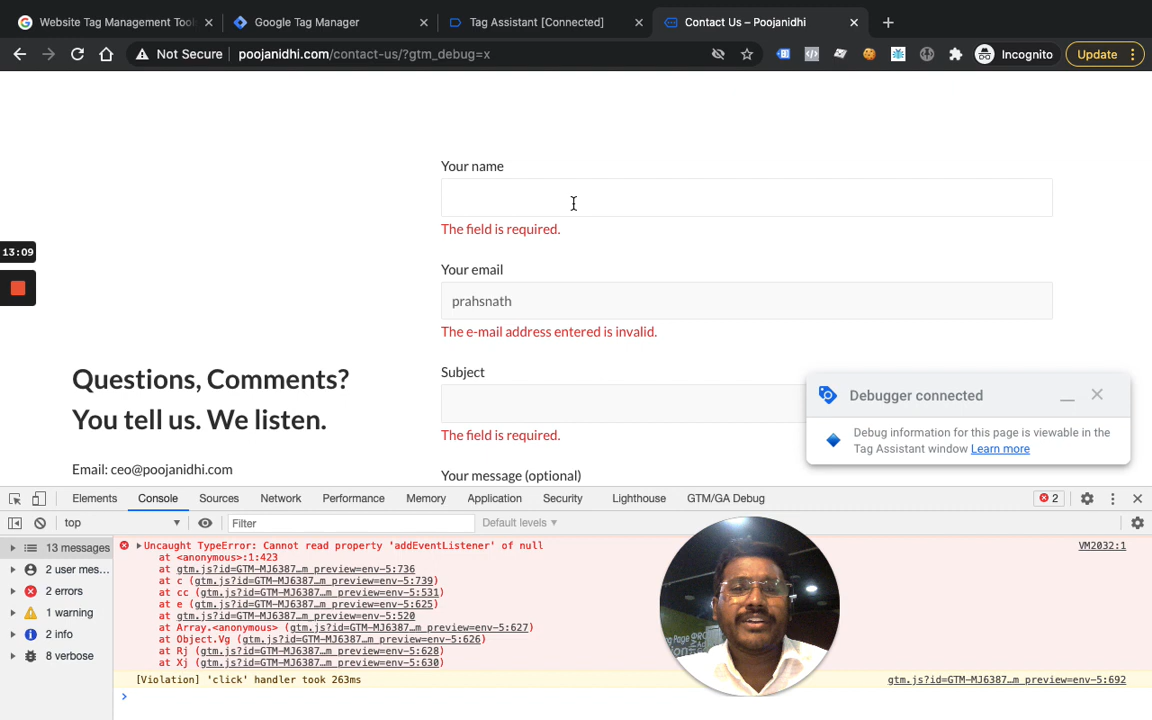 Website Tag Management Tool
Google Tag Manager
Tag Assistant [Connected]
Contact Us – Poojanidhi
Not Secure
poojanidhi.com/contact-us/?gtm_debug=x
Incognito
Update
Your name
The field is required.
13:09
Your email
prahsnath
The e-mail address entered is invalid.
Subject
The field is required.
Your message (optional)
Questions, Comments?
You tell us. We listen.
Email: ceo@poojanidhi.com
Debugger connected
Debug information for this page is viewable in the
Tag Assistant window Learn more
Elements Console Sources Network Performance Memory Application Security Lighthouse GTM/GA Debug 2
top Filter Default levels
13 messages
2 user mes...
2 errors
1 warning
2 info
8 verbose
Uncaught TypeError: Cannot read property 'addEventListener' of null VM2032:1
at <anonymous>:1:423
at gtm.js?id=GTM-MJ6387…m_preview=env-5:736
at c (gtm.js?id=GTM-MJ6387…m_preview=env-5:739)
at cc (gtm.js?id=GTM-MJ6387…m_preview=env-5:531)
at e (gtm.js?id=GTM-MJ6387…m_preview=env-5:625)
at gtm.js?id=GTM-MJ6387…m_preview=env-5:520
at Array.<anonymous> (gtm.js?id=GTM-MJ6387…m_preview=env-5:627)
at Object.Vg (gtm.js?id=GTM-MJ6387…m_preview=env-5:626)
at Rj (gtm.js?id=GTM-MJ6387…m_preview=env-5:628)
at Xj (gtm.js?id=GTM-MJ6387…m_preview=env-5:630)
[Violation] 'click' handler took 263ms gtm.js?id=GTM-MJ6387…m_preview=env-5:692